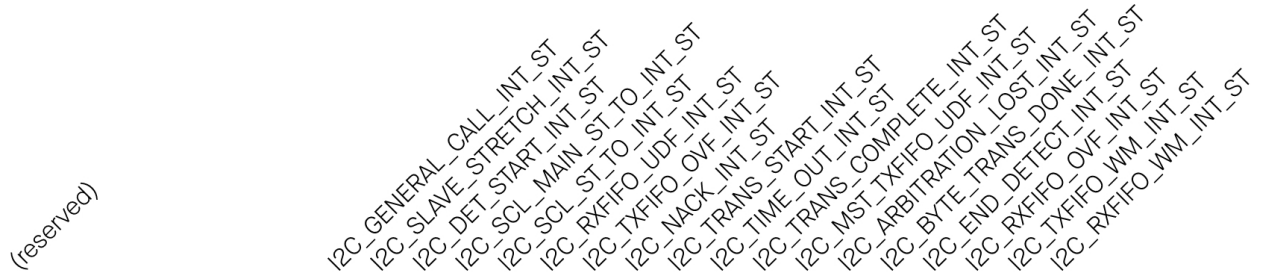 (reserved)
I2C_GENERAL_CALL_INT_ST
I2C_SLAVE_STRETCH_INT_ST
I2C_DET_START_INT_ST
I2C_SCL_MAIN_ST_TO_INT_ST
I2C_SCL_ST_TO_INT_ST
I2C_RXFIFO_UDF_INT_ST
I2C_TXFIFO_OVF_INT_ST
I2C_NACK_INT_ST
I2C_TRANS_START_INT_ST
I2C_TIME_OUT_INT_ST
I2C_TRANS_COMPLETE_INT_ST
I2C_MST_TXFIFO_UDF_INT_ST
I2C_ARBITRATION_LOST_INT_ST
I2C_BYTE_TRANS_DONE_INT_ST
I2C_END_DETECT_INT_ST
I2C_RXFIFO_OVF_INT_ST
I2C_TXFIFO_WM_INT_ST
I2C_RXFIFO_WM_INT_ST